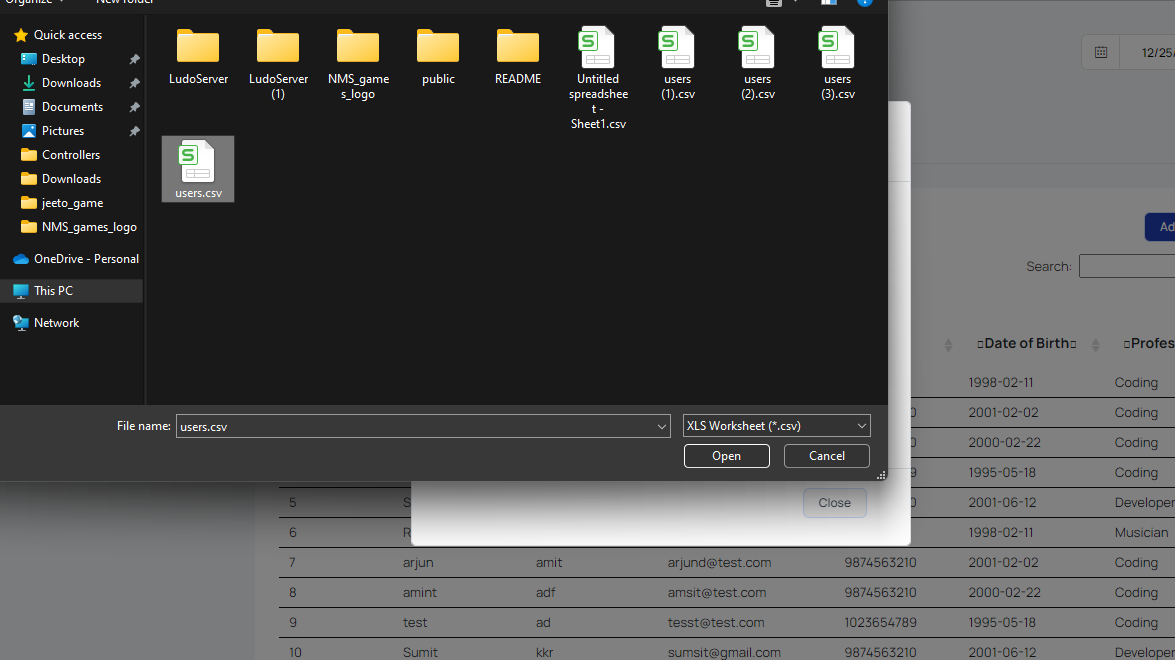 Organize
New folder
Quick access
Desktop
Downloads
Documents
Pictures
Controllers
Downloads
jeeto_game
NMS_games_logo
OneDrive - Personal
This PC
Network
LudoServer
LudoServer
(1)
NMS_game
s_logo
public
README
Untitled
spreadshee
t -
Sheet1.csv
users
(1).csv
users
(2).csv
users
(3).csv
users.csv
File name:
users.csv
XLS Worksheet (*.csv)
Open
Cancel
12/25/
Ad
Search:
Date of Birth
Profes
1998-02-11 Coding
0 2001-02-02 Coding
0 2000-02-22 Coding
9 1995-05-18 Coding
5 S 0 2001-06-12 Developer
6 R 1998-02-11 Musician
Close
7 arjun amit arjund@test.com 9874563210 2001-02-02 Coding
8 amint adf amsit@test.com 9874563210 2000-02-22 Coding
9 test ad tesst@test.com 1023654789 1995-05-18 Coding
10 Sumit kkr sumsit@gmail.com 9874563210 2001-06-12 Developer